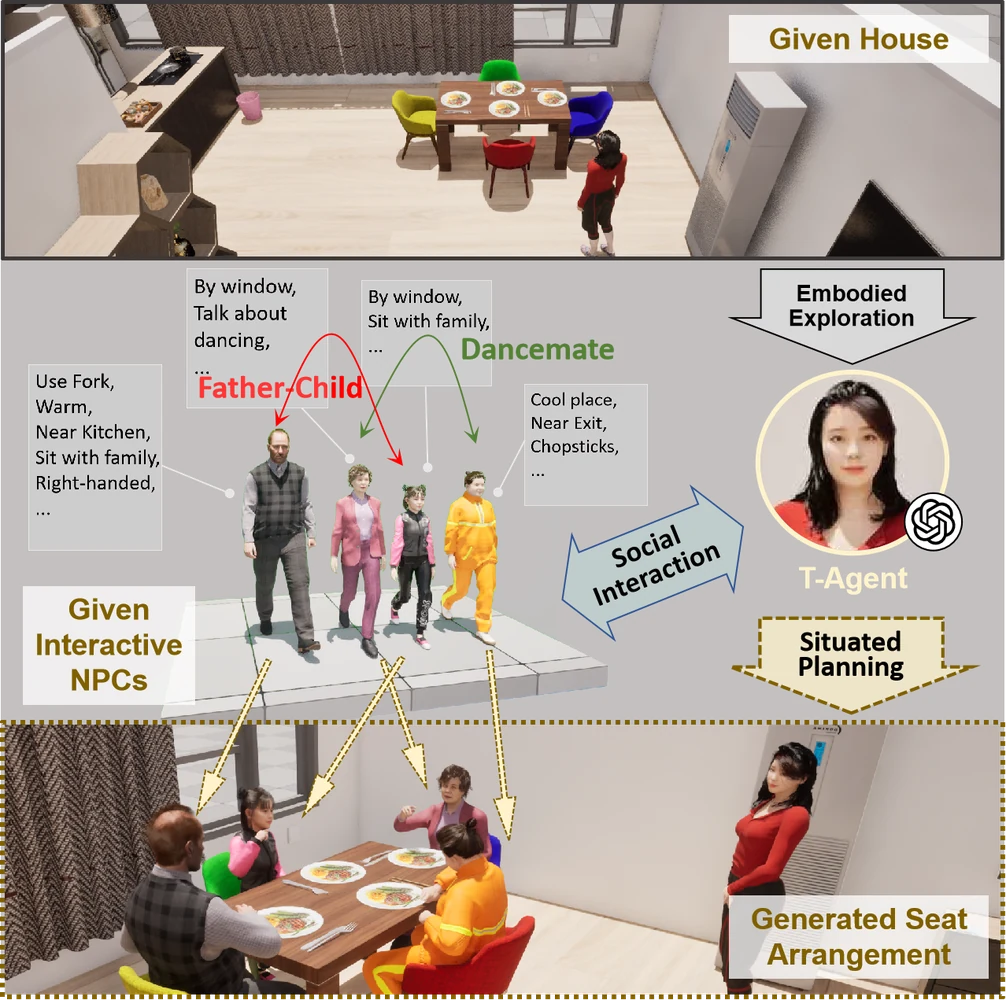 Given House
By window,
Talk about
dancing,
...
By window,
Sit with family,
...
Dancemate
Father-Child
Use Fork,
Warm,
Near Kitchen,
Sit with family,
Right-handed,
...
Cool place,
Near Exit,
Chopsticks,
...
Embodied
Exploration
Social
Interaction
T-Agent
Given
Interactive
NPCs
Situated
Planning
Generated Seat
Arrangement